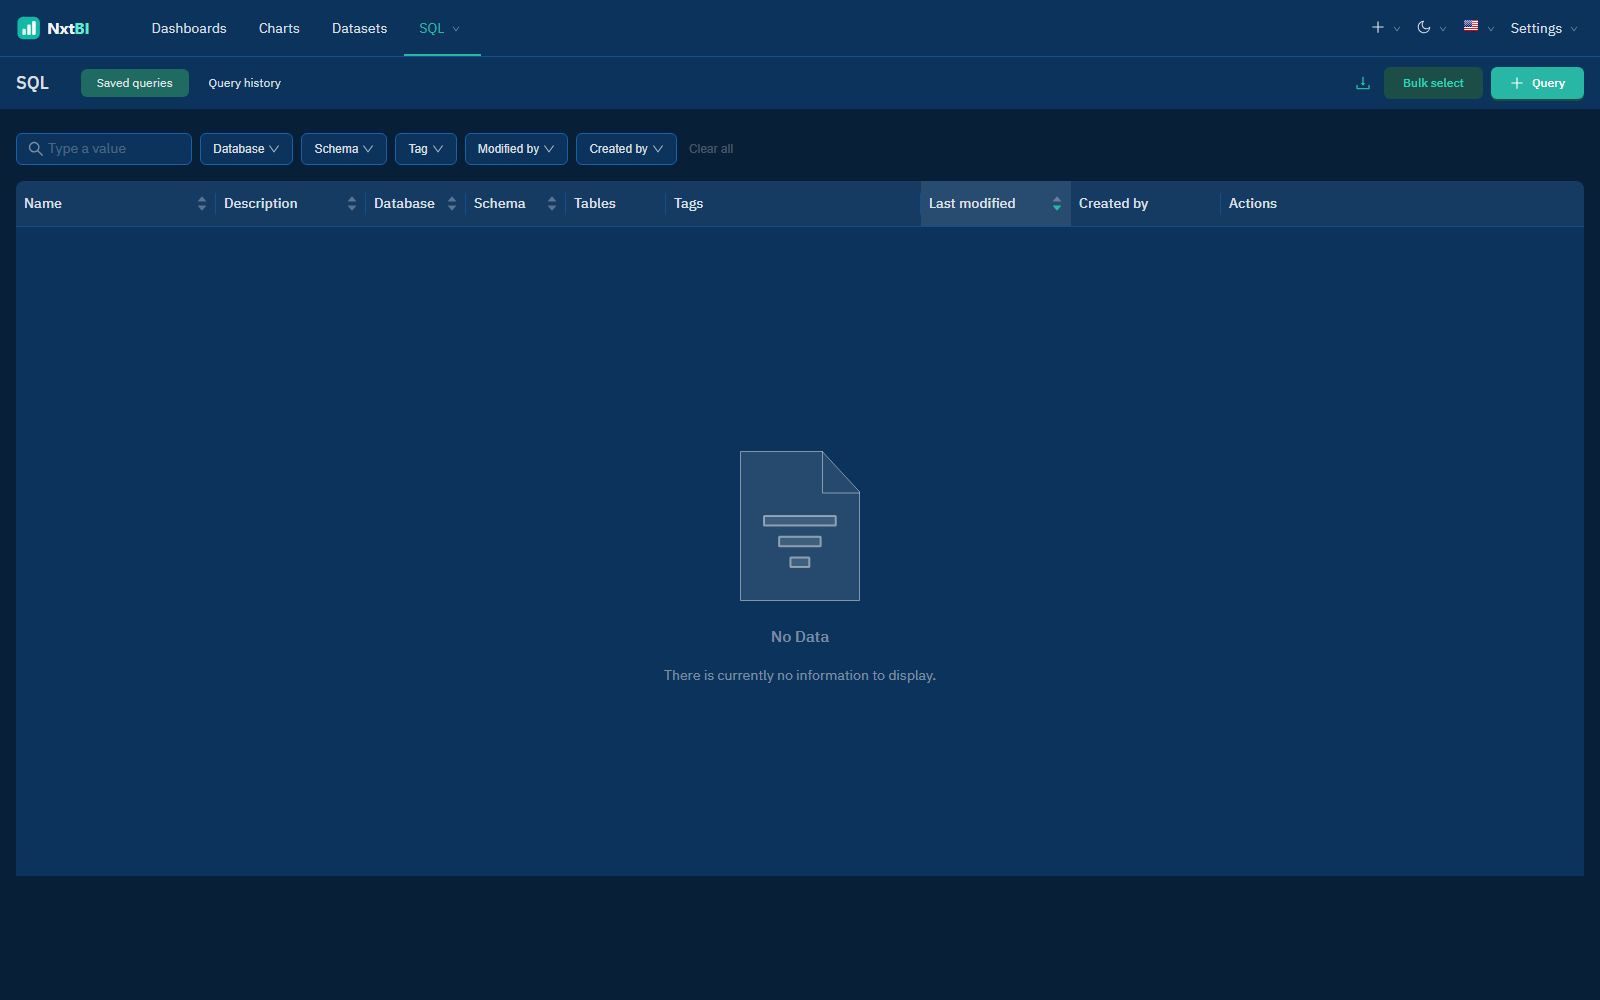 NxtBI Dashboards Charts Datasets SQL Settings
SQL Saved queries Query history Bulk select Query
Type a value Database Schema Tag Modified by Created by Clear all
Name Description Database Schema Tables Tags Last modified Created by Actions
No Data
There is currently no information to display.